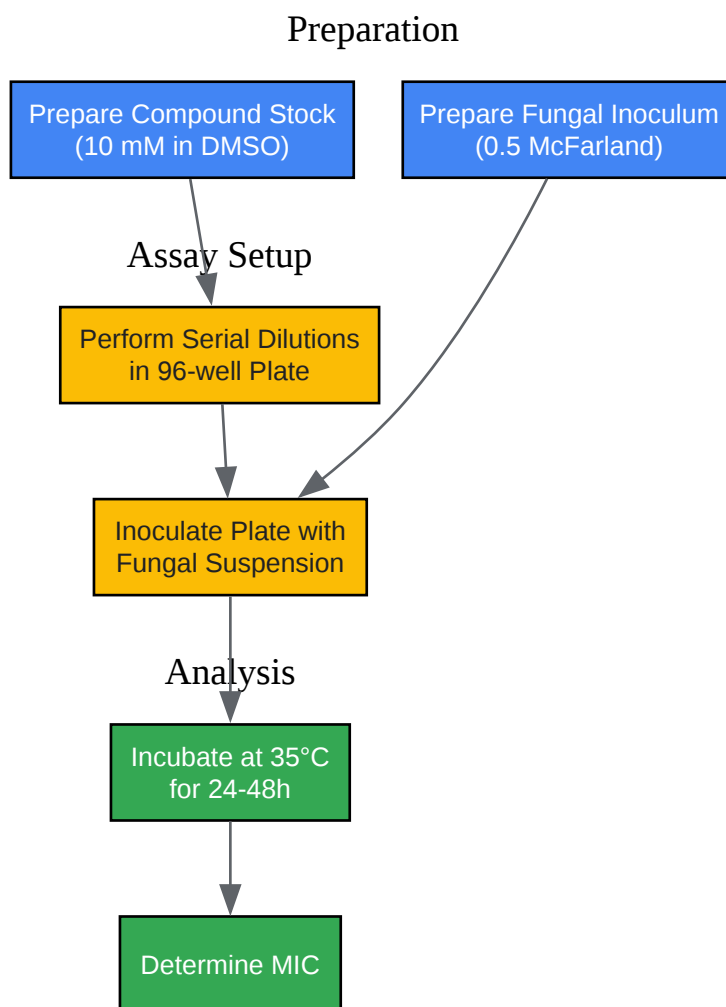 Preparation
Prepare Compound Stock
(10 mM in DMSO)
Prepare Fungal Inoculum
(0.5 McFarland)
Assay Setup
Perform Serial Dilutions
in 96-well Plate
Inoculate Plate with
Fungal Suspension
Analysis
Incubate at 35°C
for 24-48h
Determine MIC